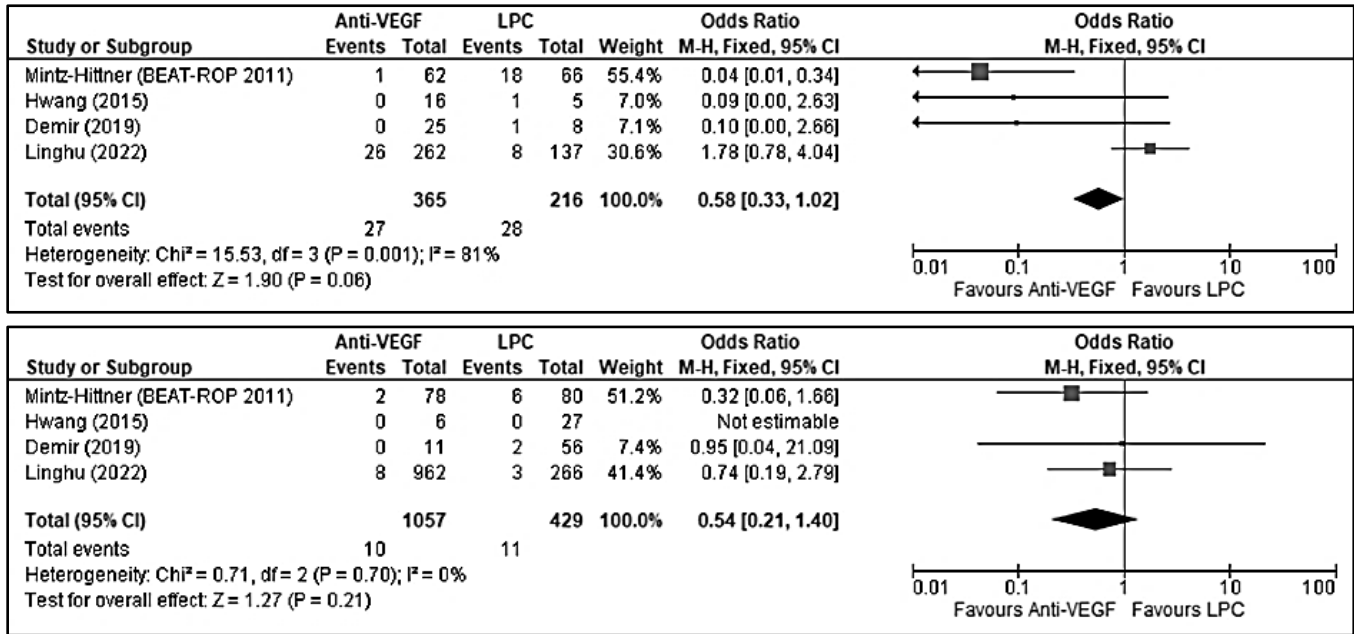 Anti-VEGF LPC Odds Ratio Odds Ratio
Study or Subgroup Events Total Events Total Weight M-H, Fixed, 95% CI M-H, Fixed, 95% CI
Mintz-Hittner (BEAT-ROP 2011) 1 62 18 66 55.4% 0.04 [0.01, 0.34]
Hwang (2015) 0 16 1 5 7.0% 0.09 [0.00, 2.63]
Demir (2019) 0 25 1 8 7.1% 0.10 [0.00, 2.66]
Linghu (2022) 26 262 8 137 30.6% 1.78 [0.78, 4.04]
Total (95% CI) 365 216 100.0% 0.58 [0.33, 1.02]
Total events 27 28
Heterogeneity: Chi² = 15.53, df = 3 (P = 0.001); I² = 81%
Test for overall effect: Z = 1.90 (P = 0.06)
0.01 0.1 1 10 100
Favours Anti-VEGF Favours LPC
Anti-VEGF LPC Odds Ratio Odds Ratio
Study or Subgroup Events Total Events Total Weight M-H, Fixed, 95% CI M-H, Fixed, 95% CI
Mintz-Hittner (BEAT-ROP 2011) 2 78 6 80 51.2% 0.32 [0.06, 1.66]
Hwang (2015) 0 6 0 27 Not estimable
Demir (2019) 0 11 2 56 7.4% 0.95 [0.04, 21.09]
Linghu (2022) 8 962 3 266 41.4% 0.74 [0.19, 2.79]
Total (95% CI) 1057 429 100.0% 0.54 [0.21, 1.40]
Total events 10 11
Heterogeneity: Chi² = 0.71, df = 2 (P = 0.70); I² = 0%
Test for overall effect: Z = 1.27 (P = 0.21)
0.01 0.1 1 10 100
Favours Anti-VEGF Favours LPC